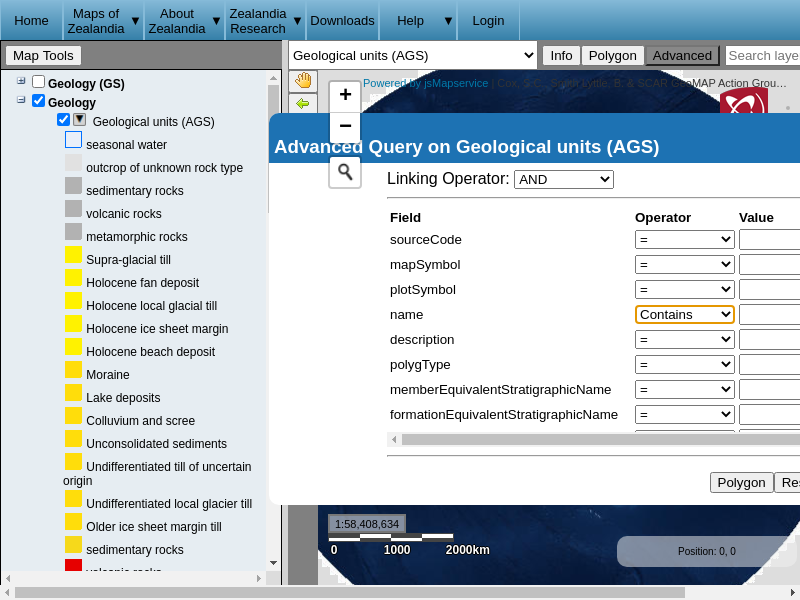 Home
Maps of Zealandia ▼
About Zealandia ▼
Zealandia Research ▼
Downloads
Help ▼
Login
Map Tools
Geological units (AGS)
Info
Polygon
Advanced
Search laye
Geology (GS)
Geology
Geological units (AGS)
seasonal water
outcrop of unknown rock type
sedimentary rocks
volcanic rocks
metamorphic rocks
Supra-glacial till
Holocene fan deposit
Holocene local glacial till
Holocene ice sheet margin
Holocene beach deposit
Moraine
Lake deposits
Colluvium and scree
Unconsolidated sediments
Undifferentiated till of uncertain
origin
Undifferentiated local glacier till
Older ice sheet margin till
sedimentary rocks
volcanic rocks
+
−
Powered by jsMapservice | Cox, S.C., Smith Lyttle, B. & SCAR GeoMAP Action Grou…
Advanced Query on Geological units (AGS)
Linking Operator: AND
Field Operator Value
sourceCode =
mapSymbol =
plotSymbol =
name Contains
description =
polygType =
memberEquivalentStratigraphicName =
formationEquivalentStratigraphicName =
Polygon
Res
1:58,408,634
0 1000 2000km
Position: 0, 0